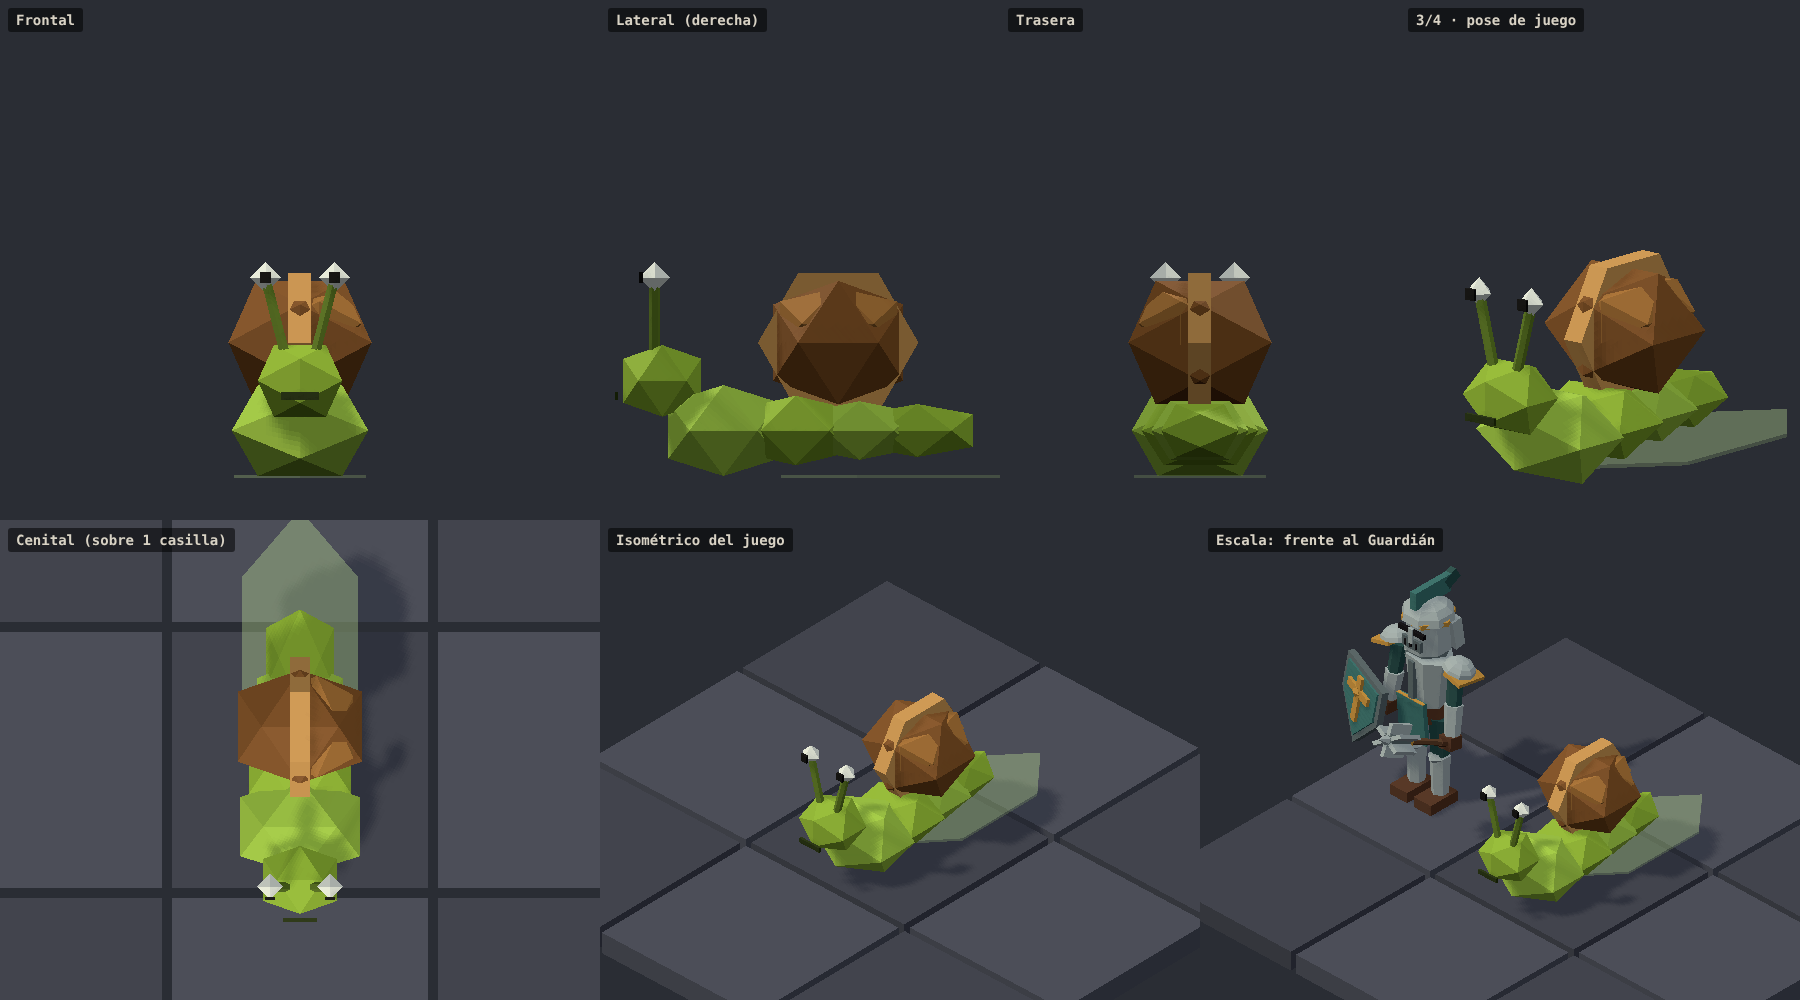 Frontal
Lateral (derecha)
Trasera
3/4 · pose de juego
Cenital (sobre 1 casilla)
Isométrico del juego
Escala: frente al Guardián